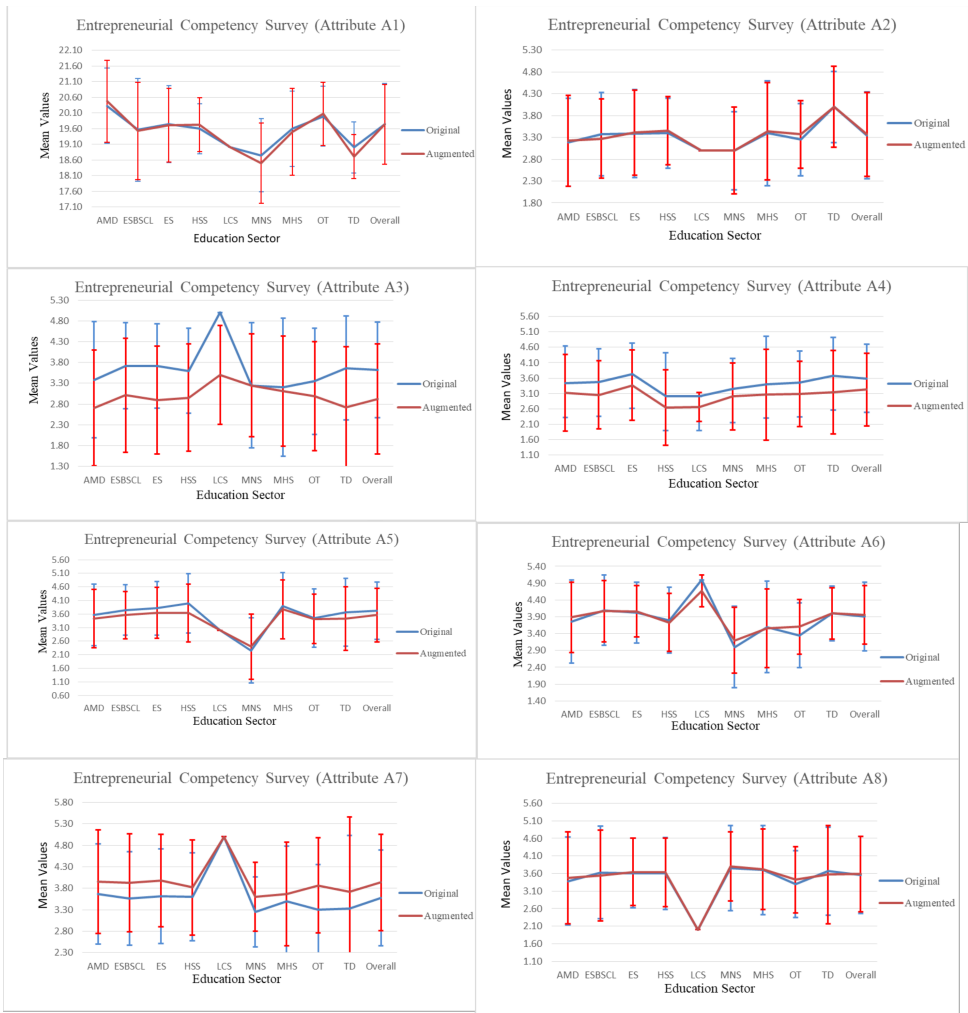 Entrepreneurial Competency Survey (Attribute A1)
22.10
21.10
20.60
19.60
19.10
18.60
17.60
17.10
Mean Values
AMD ESBSCL ES HSS LCS MNS MHS OT TD Overall
Education Sector
Original
Augmented
Entrepreneurial Competency Survey (Attribute A2)
5.30
4.80
3.80
3.30
2.80
2.30
1.80
Mean Values
AMD ESBSCL ES HSS LCS MNS MHS OT TD Overall
Education Sector
Original
Augmented
Entrepreneurial Competency Survey (Attribute A3)
5.30
4.80
4.30
3.80
3.30
2.80
2.30
1.80
1.30
Mean Values
AMD ESBSCL ES HSS LCS MNS MHS OT TD Overall
Education Sector
Original
Augmented
Entrepreneurial Competency Survey (Attribute A4)
5.60
5.10
4.60
4.10
3.60
3.10
2.60
2.10
1.60
1.10
Mean Values
AMD ESBSCL ES HSS LCS MNS MHS OT TD Overall
Education Sector
Original
Augmented
Entrepreneurial Competency Survey (Attribute A5)
5.60
5.10
4.60
4.10
3.60
3.10
2.60
2.10
1.60
1.10
0.60
Mean Values
AMD ESBSCL ES HSS LCS MNS MHS OT TD Overall
Education Sector
Original
Augmented
Entrepreneurial Competency Survey (Attribute A6)
5.40
4.90
4.40
3.90
3.40
2.90
2.40
1.90
1.40
Mean Values
AMD ESBSCL ES HSS LCS MNS MHS OT TD Overall
Education Sector
Original
Augmented
Entrepreneurial Competency Survey (Attribute A7)
5.80
5.30
4.80
4.30
3.80
3.30
2.80
2.30
Mean Values
AMD ESBSCL ES HSS LCS MNS MHS OT TD Overall
Education Sector
Original
Augmented
Entrepreneurial Competency Survey (Attribute A8)
5.60
5.10
4.60
4.10
3.60
3.10
2.60
2.10
1.60
1.10
Mean Values
AMD ESBSCL ES HSS LCS MNS MHS OT TD Overall
Education Sector
Original
Augmented